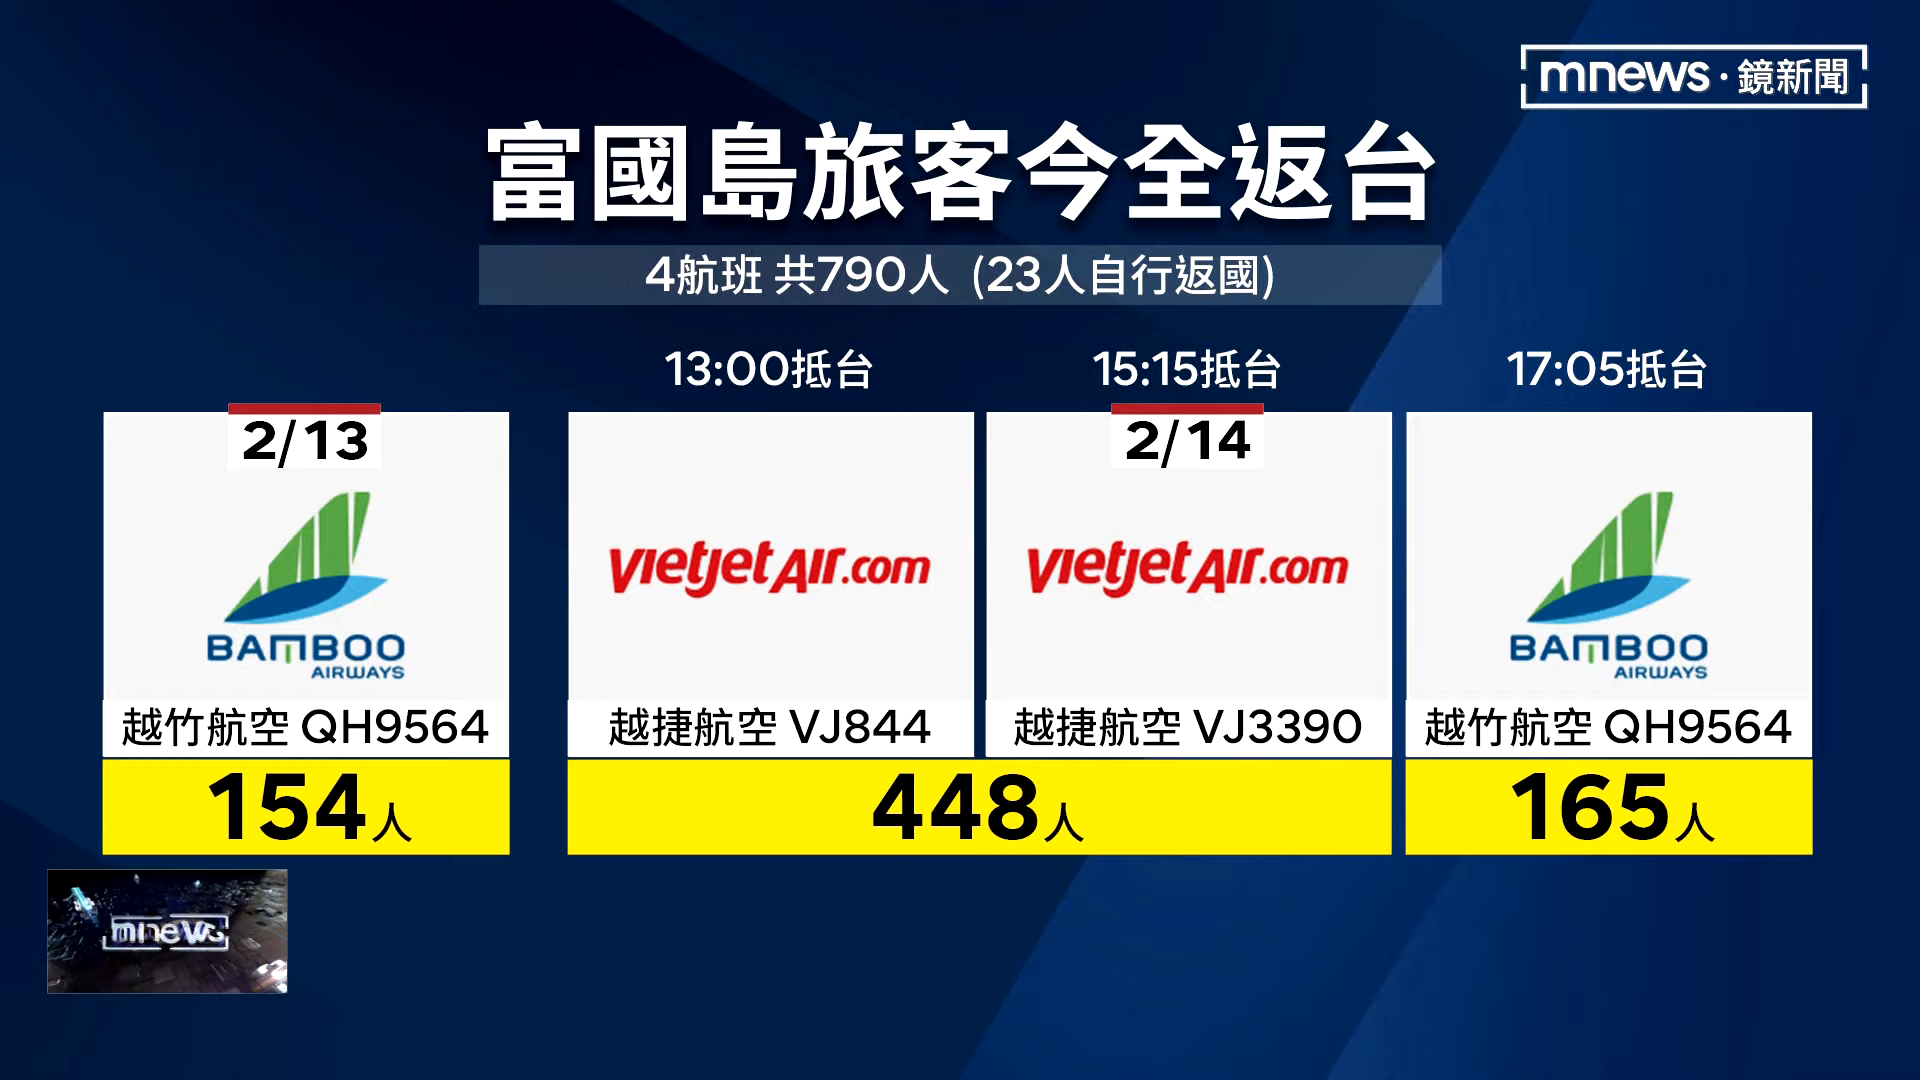 mnews·鏡新聞
富國島旅客今全返台
4航班 共790人 (23人自行返國)
13:00抵台
15:15抵台
17:05抵台
2/13
2/14
BAMBOO
AIRWAYS
vietjetAir.com
vietjetAir.com
BAMBOO
AIRWAYS
越竹航空 QH9564
越捷航空 VJ844
越捷航空 VJ3390
越竹航空 QH9564
154人
448人
165人
mnews